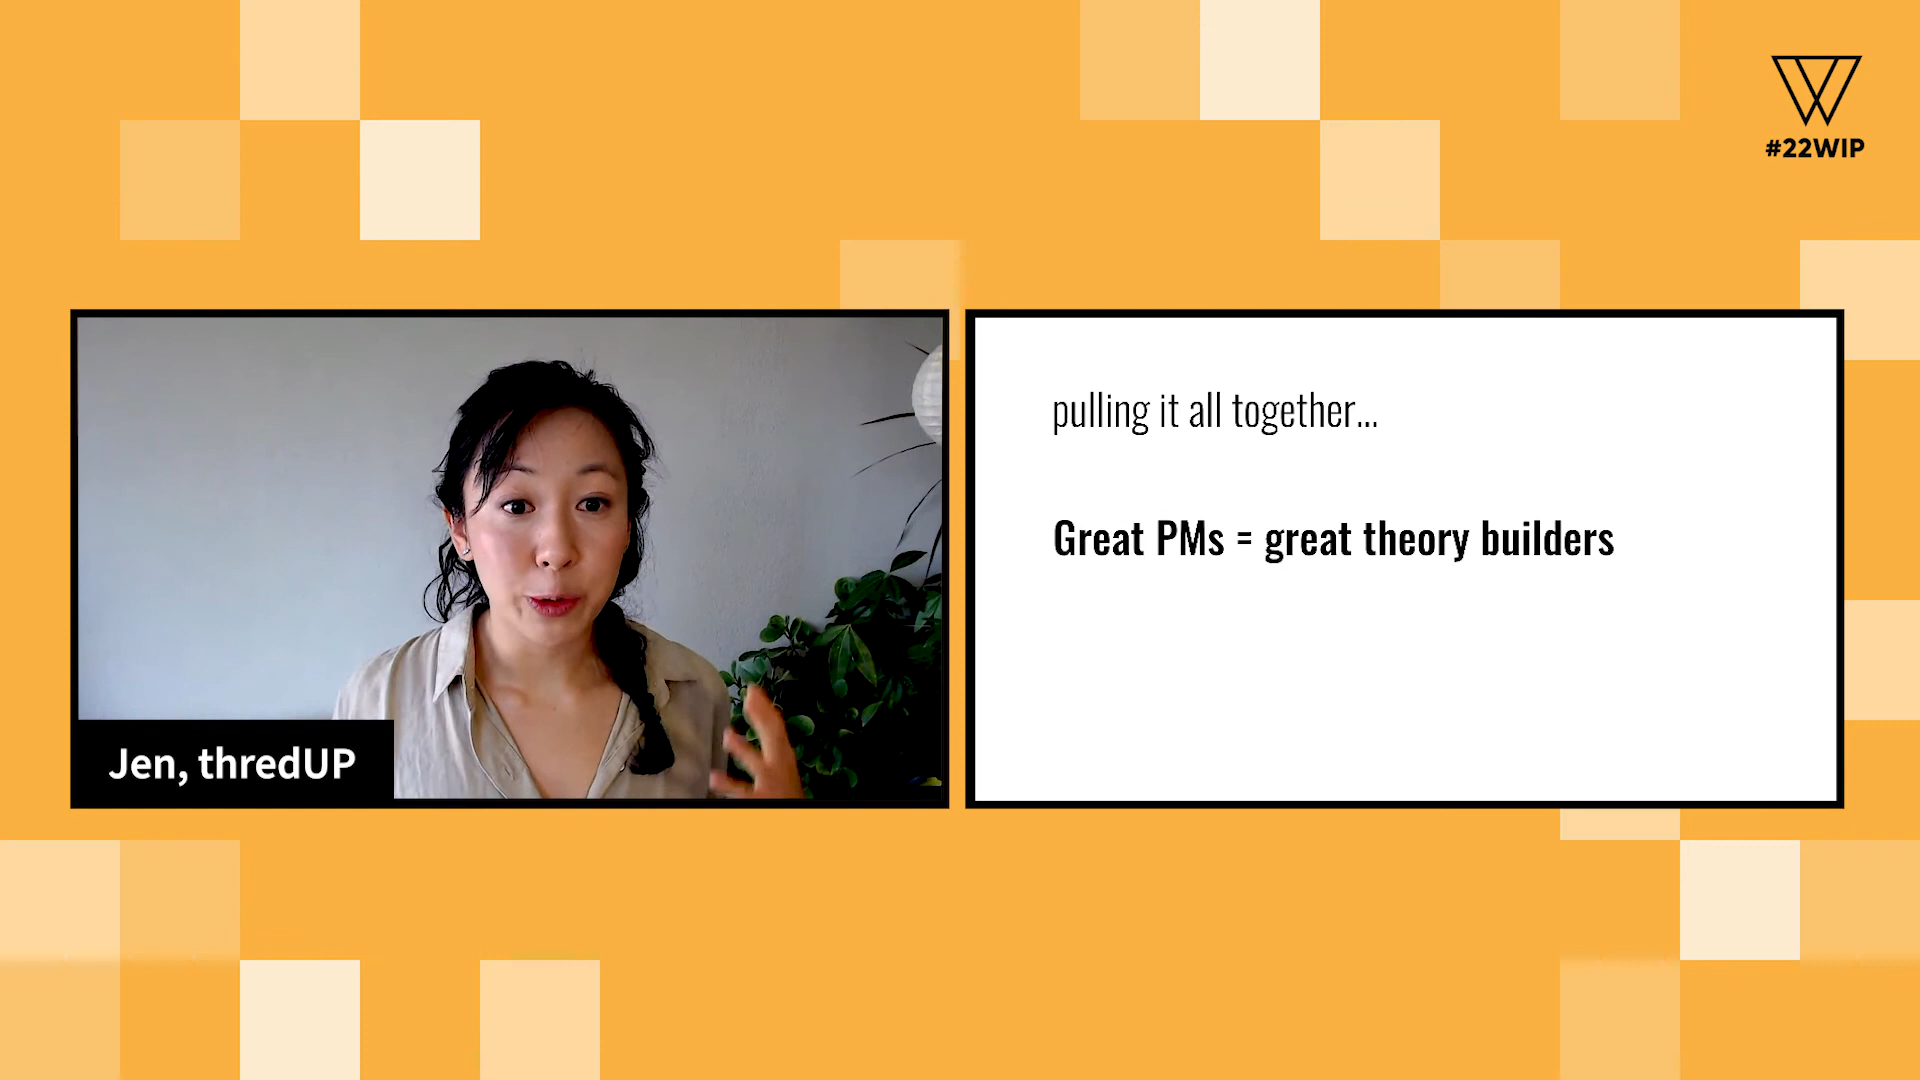 #22WIP
Jen, thredUP
pulling it all together...
Great PMs = great theory builders